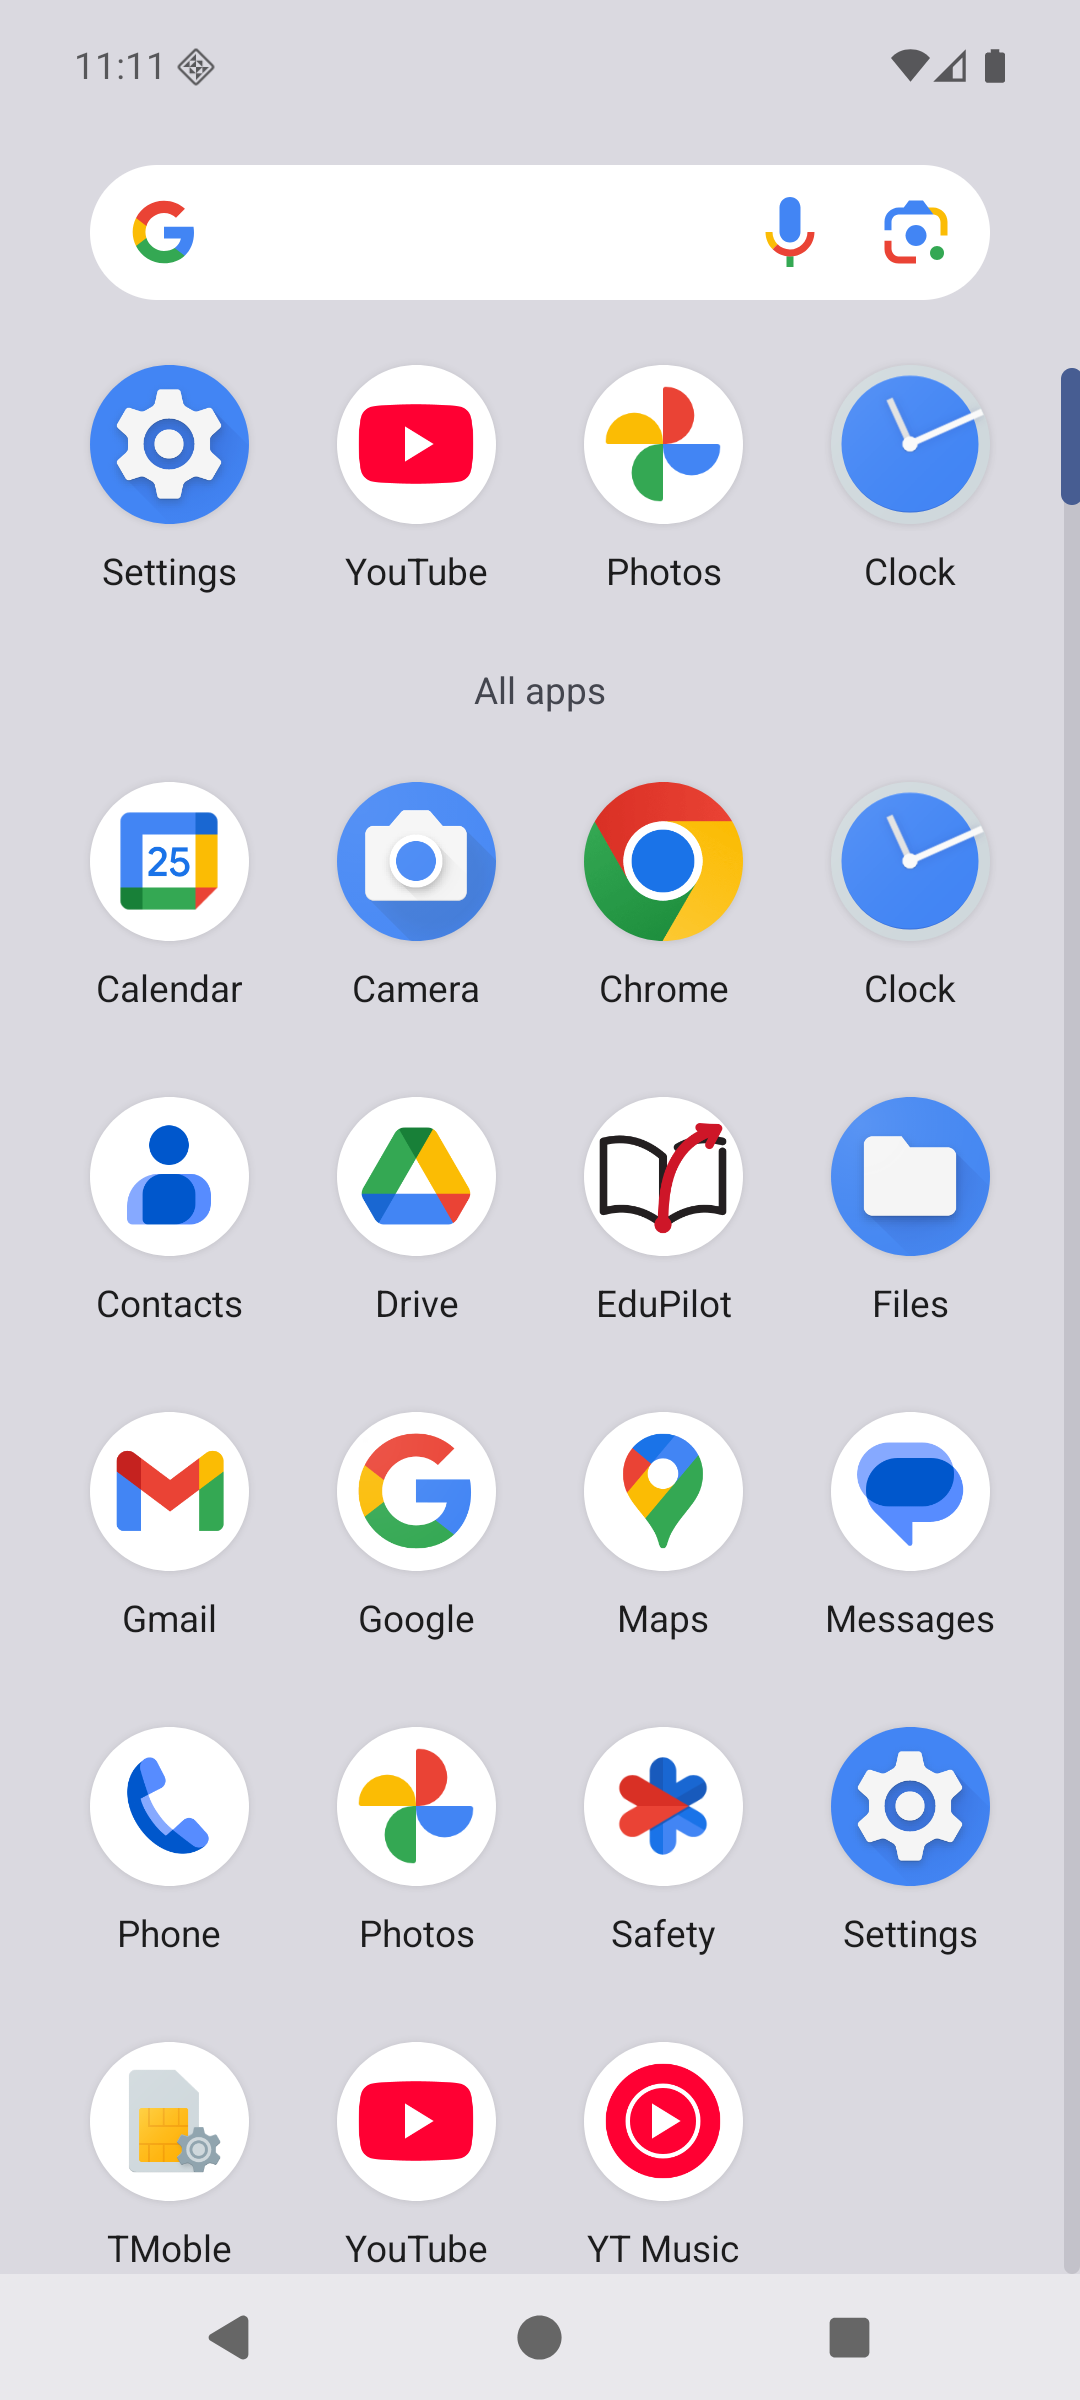 11:11
Settings YouTube Photos Clock
All apps
25
Calendar Camera Chrome Clock
Contacts Drive EduPilot Files
Gmail Google Maps Messages
Phone Photos Safety Settings
TMoble YouTube YT Music